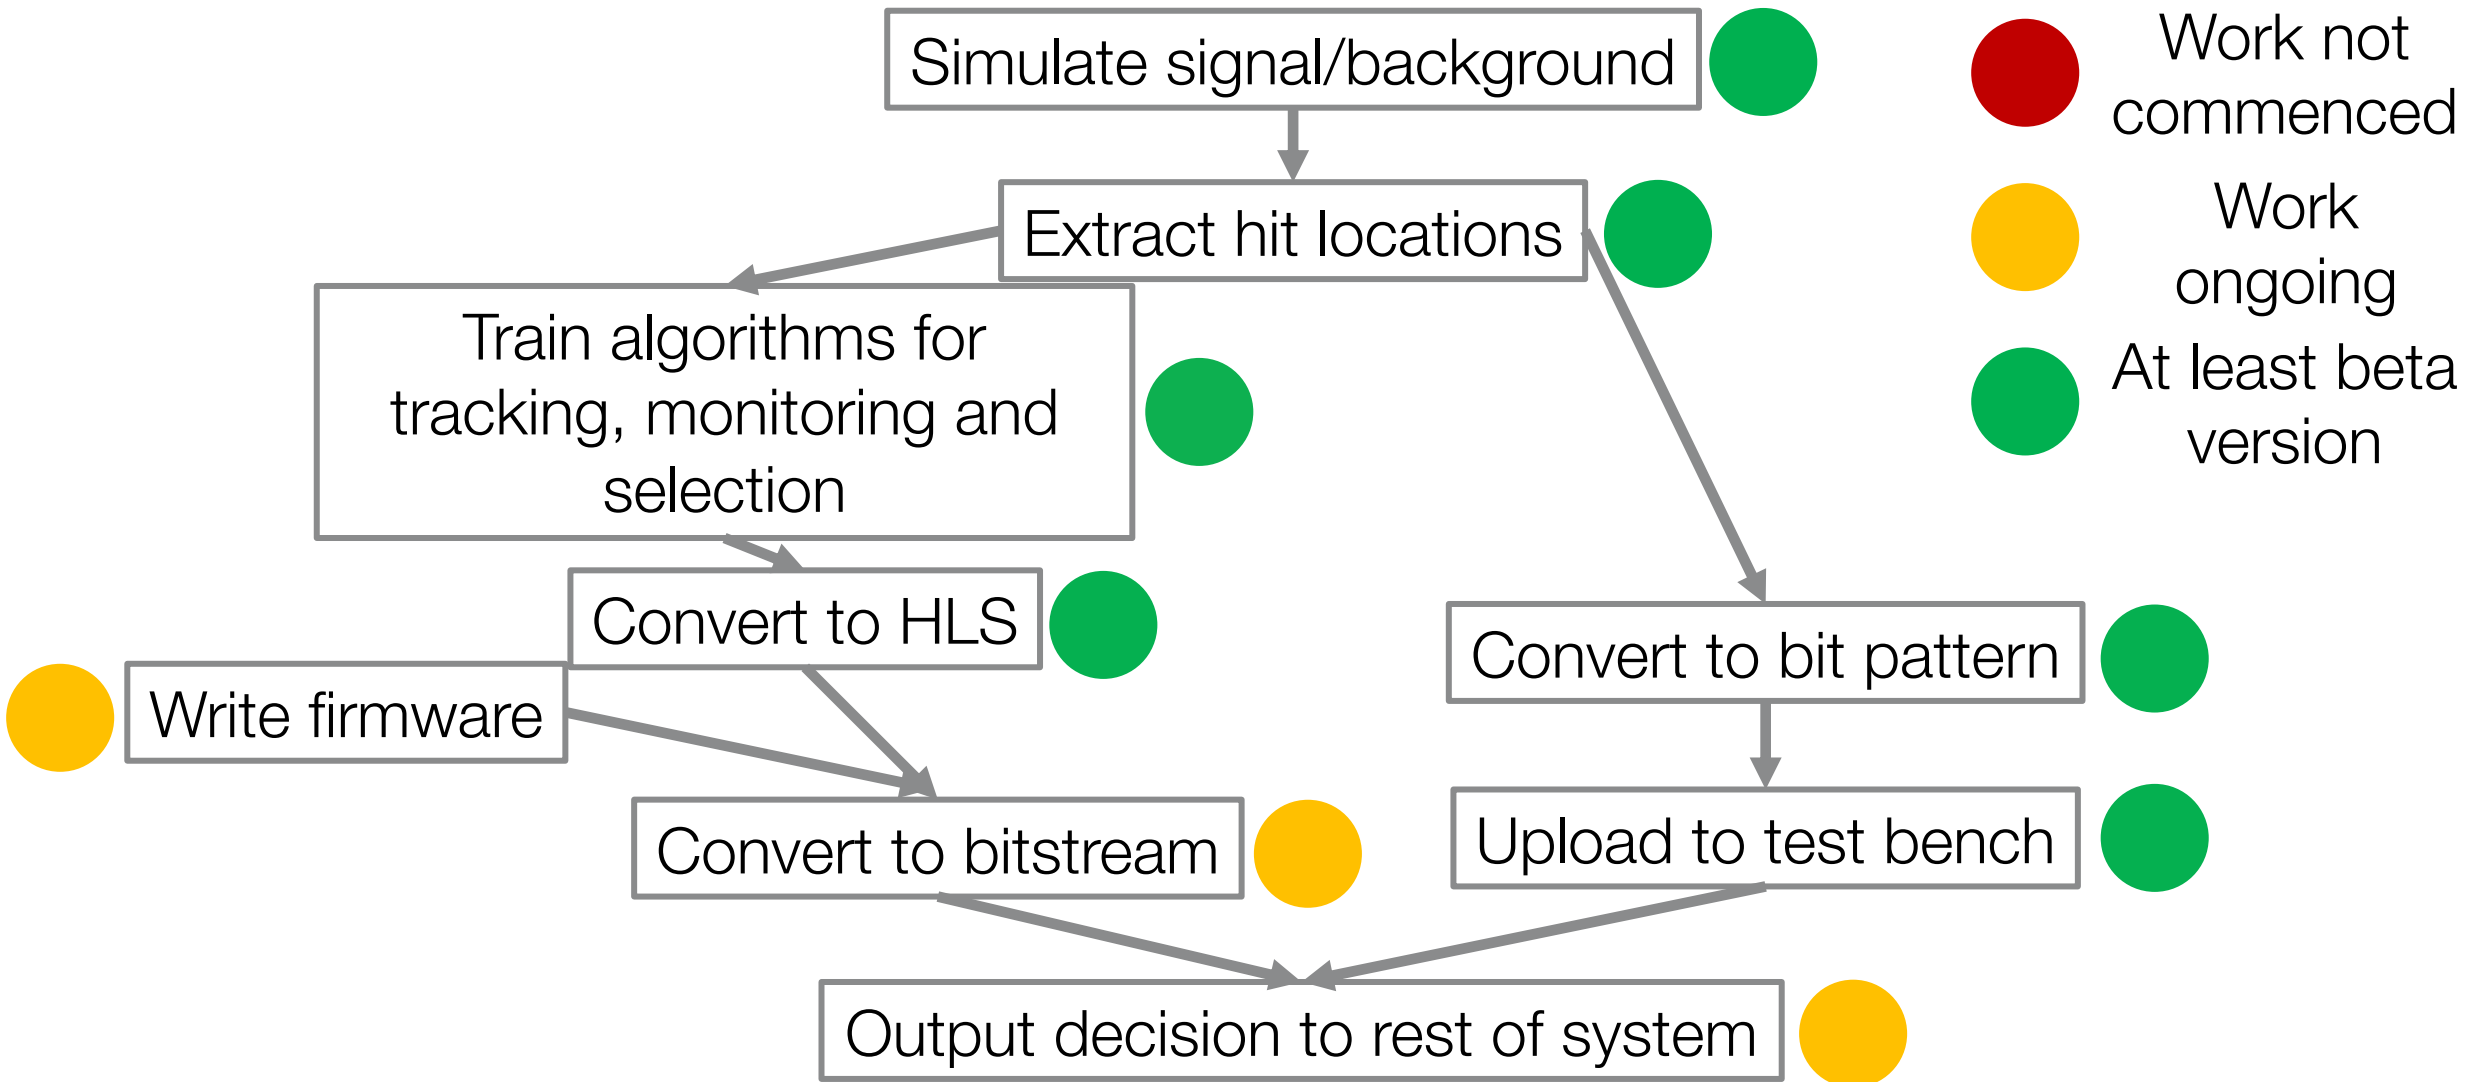 Simulate signal/background
Extract hit locations
Train algorithms for
tracking, monitoring and
selection
Convert to HLS
Write firmware
Convert to bitstream
Convert to bit pattern
Upload to test bench
Output decision to rest of system
Work not
commenced
Work
ongoing
At least beta
version